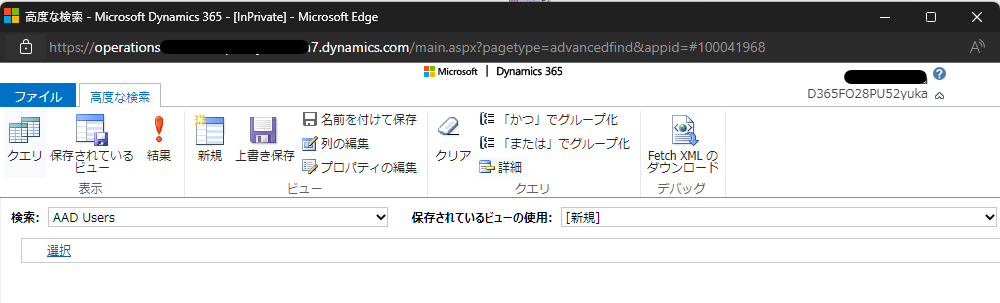 高度な検索 - Microsoft Dynamics 365 - [InPrivate] - Microsoft Edge
https://operations 7.dynamics.com/main.aspx?pagetype=advancedfind&appid=#100041968
Microsoft | Dynamics 365
D365FO28PU52yuka
ファイル 高度な検索
クエリ 保存されているビュー 結果 新規 上書き保存 名前を付けて保存 列の編集 プロパティの編集 クリア 「かつ」でグループ化 「または」でグループ化 詳細 Fetch XML のダウンロード
表示 ビュー クエリ デバッグ
検索: AAD Users 保存されているビューの使用: [新規]
選択